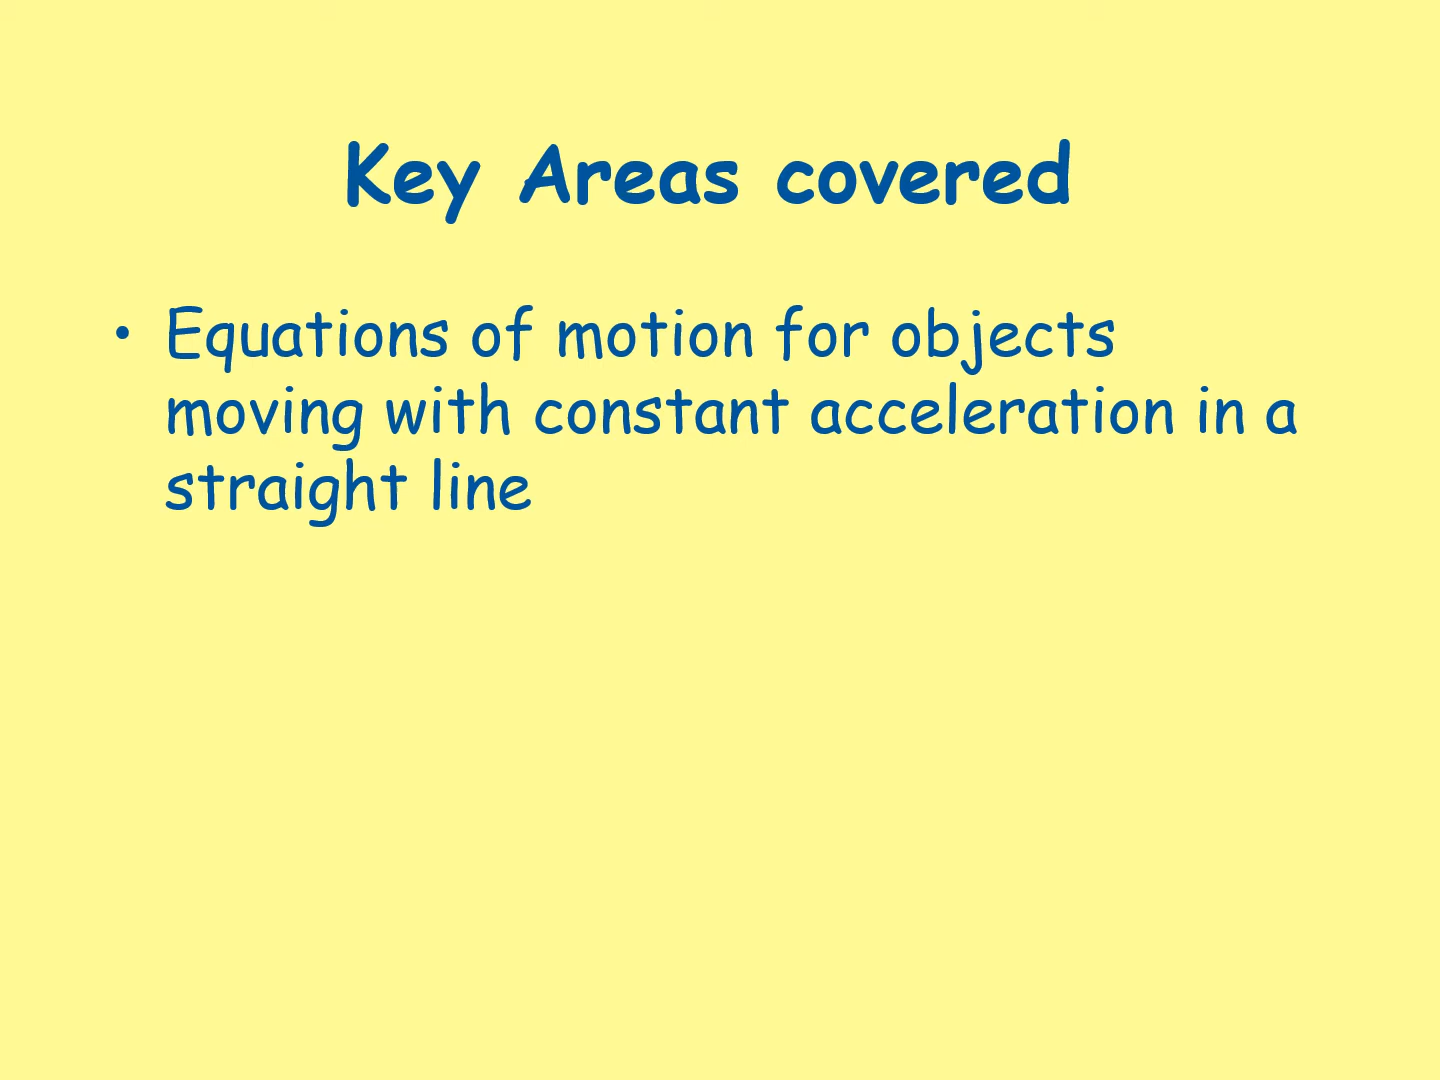 Key Areas covered
• Equations of motion for objects
moving with constant acceleration in a
straight line